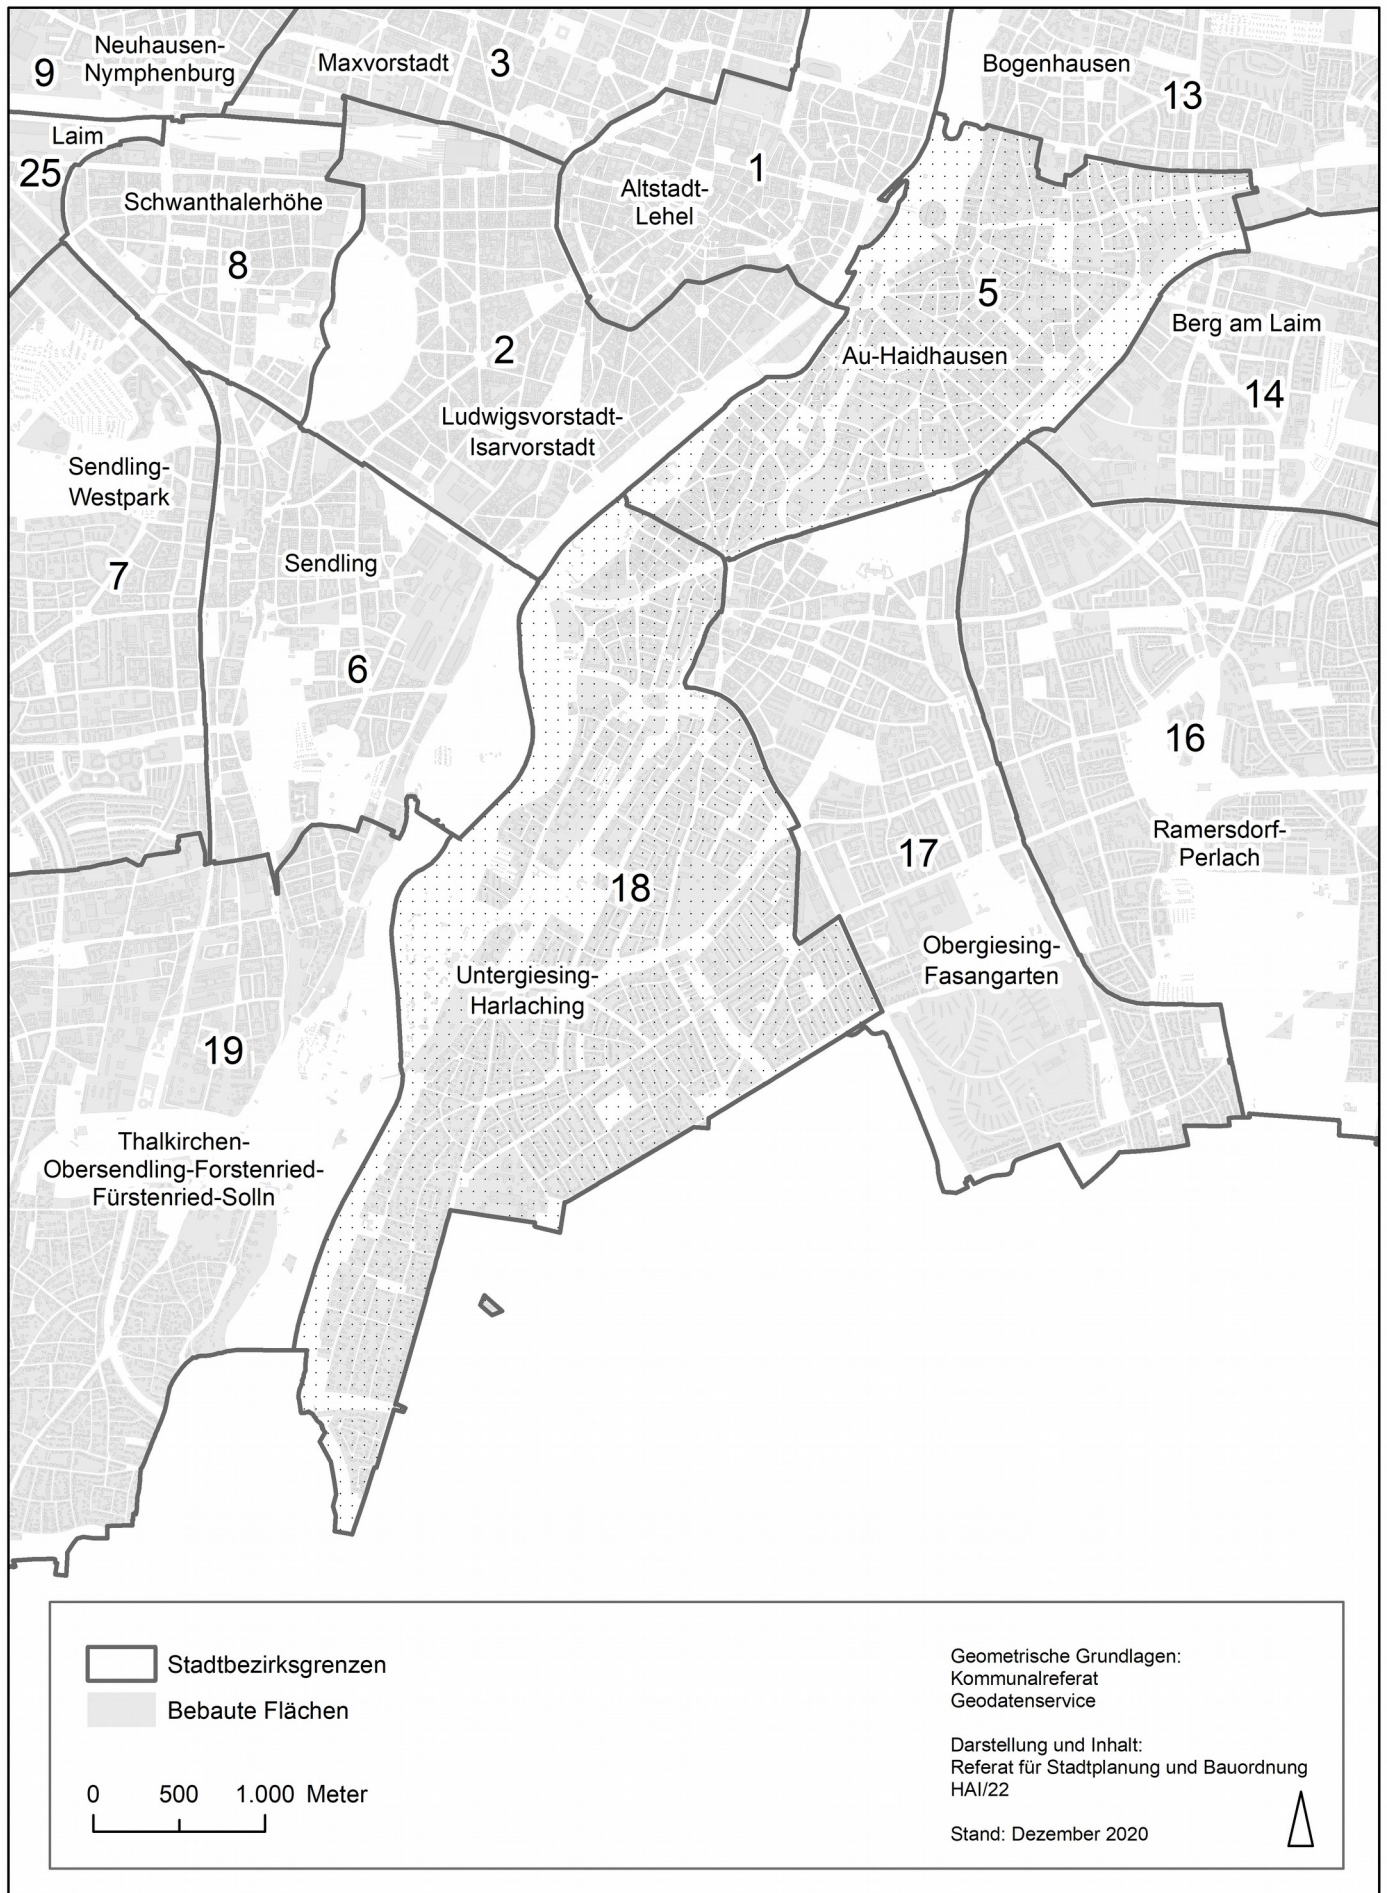 Neuhausen-
Nymphenburg
9
Maxvorstadt
3
Bogenhausen
13
Laim
25
Schwanthalerhöhe
8
Altstadt-
Lehel
1
5
Au-Haidhausen
Berg am Laim
14
2
Ludwigsvorstadt-
Isarvorstadt
Sendling-
Westpark
7
Sendling
6
16
Ramersdorf-
Perlach
17
Obergiesing-
Fasangarten
18
Untergiesing-
Harlaching
19
Thalkirchen-
Obersendling-Forstenried-
Fürstenried-Solln
Stadtbezirksgrenzen
Bebaute Flächen
0 500 1.000 Meter
Geometrische Grundlagen:
Kommunalreferat
Geodatenservice
Darstellung und Inhalt:
Referat für Stadtplanung und Bauordnung
HAI/22
Stand: Dezember 2020